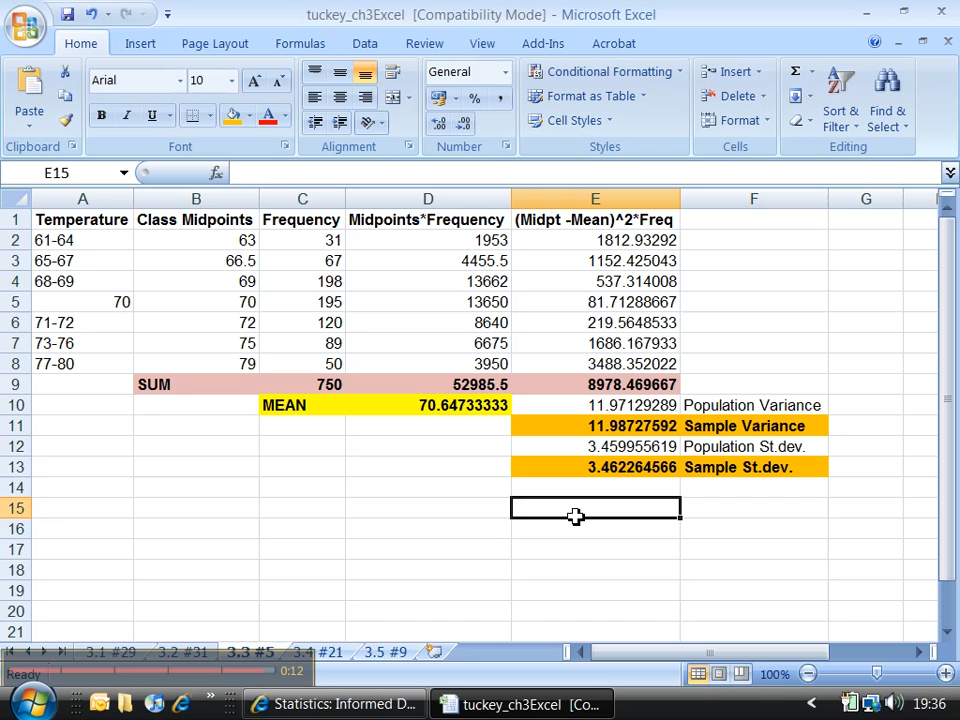 tuckey_ch3Excel [Compatibility Mode] - Microsoft Excel
Home Insert Page Layout Formulas Data Review View Add-Ins Acrobat
Paste Arial 10 A A General Conditional Formatting Insert Σ Sort & Filter Find & Select
B I U A $ % , Format as Table Delete
.00 .00 Cell Styles Format
Clipboard Font Alignment Number Styles Cells Editing
E15 fx
A B C D E F G
1 Temperature Class Midpoints Frequency Midpoints*Frequency (Midpt -Mean)^2*Freq
2 61-64 63 31 1953 1812.93292
3 65-67 66.5 67 4455.5 1152.425043
4 68-69 69 198 13662 537.314008
5 70 70 195 13650 81.71288667
6 71-72 72 120 8640 219.5648533
7 73-76 75 89 6675 1686.167933
8 77-80 79 50 3950 3488.352022
9 SUM 750 52985.5 8978.469667
10 MEAN 70.64733333 11.97129289 Population Variance
11 11.98727592 Sample Variance
12 3.459955619 Population St.dev.
13 3.462264566 Sample St.dev.
14
15
16
17
18
19
20
21
3.1 #29 3.2 #31 3.3 #5 3.4 #21 3.5 #9
Ready 0:12 100%
Statistics: Informed D... tuckey_ch3Excel [Co... 19:36